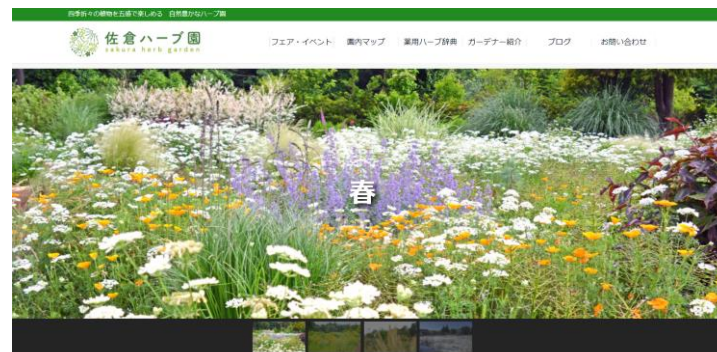 四季折々の植物を五感で楽しめる 自然豊かなハーブ園
佐倉ハーブ園
sakura herb garden
フェア・イベント 園内マップ 薬用ハーブ辞典 ガーデナー紹介 ブログ お問い合わせ
春